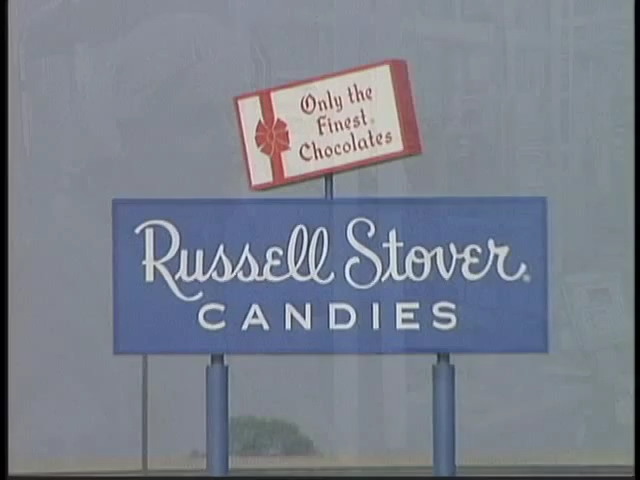 Only the
Finest
Chocolates
Russell Stover®
CANDIES